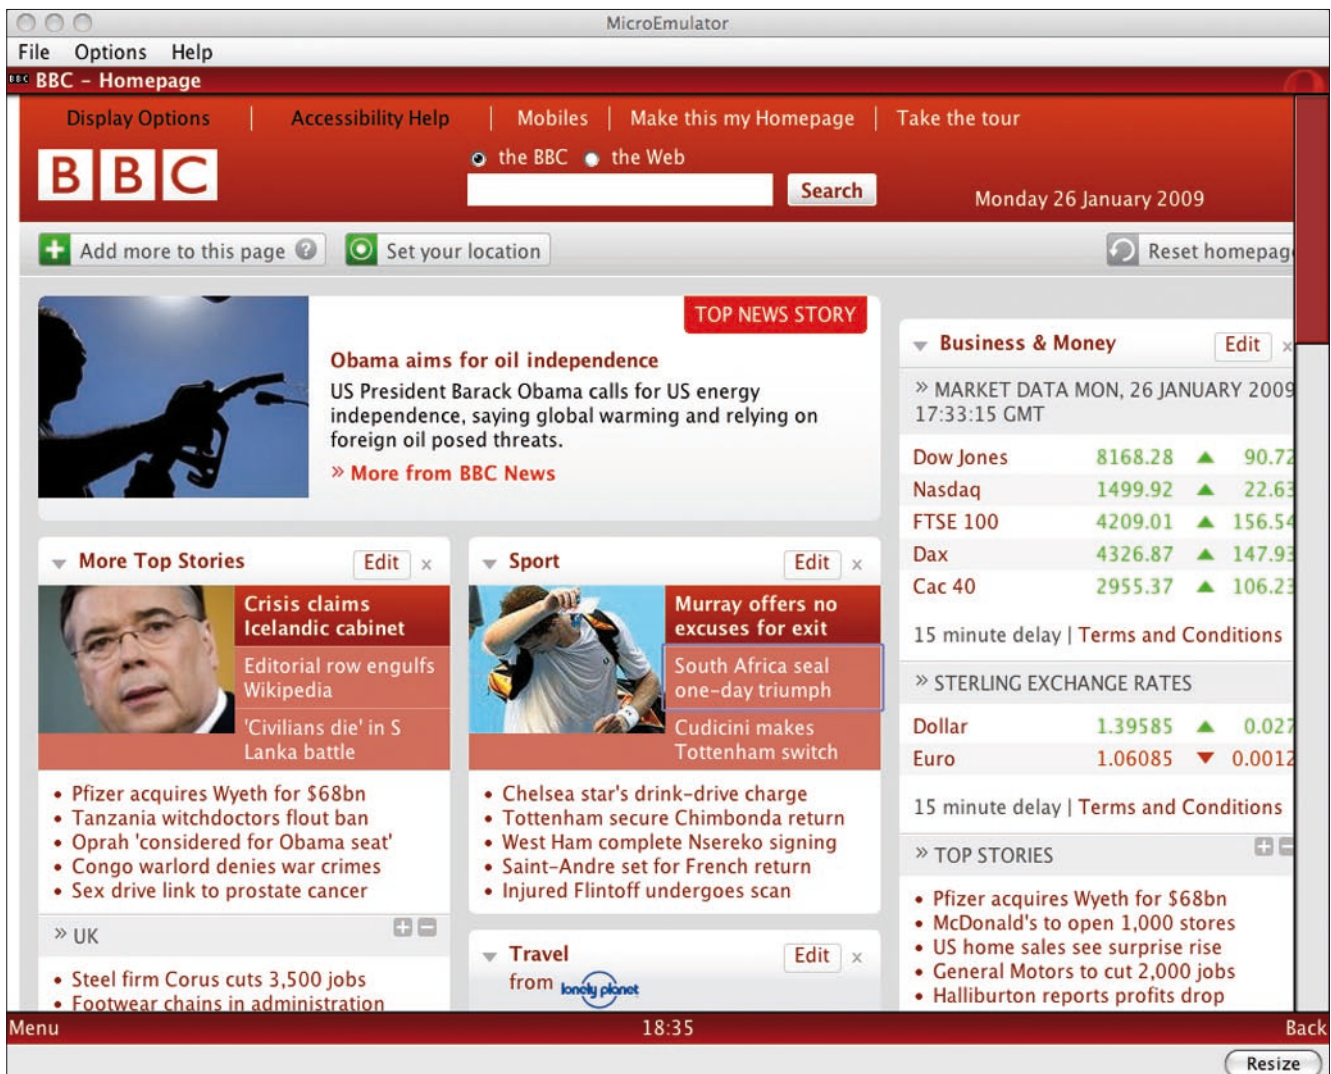 MicroEmulator
File Options Help
BBC BBC – Homepage
Display Options | Accessibility Help | Mobiles | Make this my Homepage | Take the tour
BBC
the BBC the Web
Search
Monday 26 January 2009
Add more to this page ? Set your location
Reset homepag
TOP NEWS STORY
Obama aims for oil independence
US President Barack Obama calls for US energy
independence, saying global warming and relying on
foreign oil posed threats.
» More from BBC News
More Top Stories Edit x
Crisis claims
Icelandic cabinet
Editorial row engulfs
Wikipedia
'Civilians die' in S
Lanka battle
• Pfizer acquires Wyeth for $68bn
• Tanzania witchdoctors flout ban
• Oprah 'considered for Obama seat'
• Congo warlord denies war crimes
• Sex drive link to prostate cancer
» UK
• Steel firm Corus cuts 3,500 jobs
• Footwear chains in administration
Sport Edit x
Murray offers no
excuses for exit
South Africa seal
one-day triumph
Cudicini makes
Tottenham switch
• Chelsea star's drink-drive charge
• Tottenham secure Chimbonda return
• West Ham complete Nsereko signing
• Saint-Andre set for French return
• Injured Flintoff undergoes scan
Travel Edit x
from lonely planet
Business & Money Edit x
» MARKET DATA MON, 26 JANUARY 2009
17:33:15 GMT
Dow Jones 8168.28 ▲ 90.72
Nasdaq 1499.92 ▲ 22.63
FTSE 100 4209.01 ▲ 156.54
Dax 4326.87 ▲ 147.93
Cac 40 2955.37 ▲ 106.23
15 minute delay | Terms and Conditions
» STERLING EXCHANGE RATES
Dollar 1.39585 ▲ 0.027
Euro 1.06085 ▼ 0.0012
15 minute delay | Terms and Conditions
» TOP STORIES
• Pfizer acquires Wyeth for $68bn
• McDonald's to open 1,000 stores
• US home sales see surprise rise
• General Motors to cut 2,000 jobs
• Halliburton reports profits drop
Menu 18:35 Back
Resize